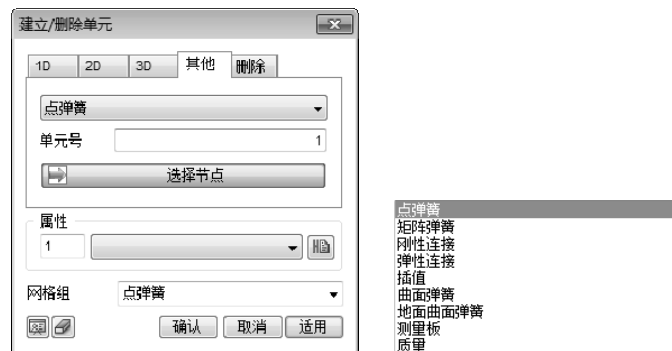 建立/删除单元
1D 2D 3D 其他 删除
点弹簧
单元号 1
选择节点
属性
1
网格组 点弹簧
确认 取消 适用
点弹簧
矩阵弹簧
刚性连接
弹性连接
插值
曲面弹簧
地面曲面弹簧
测量板
质量